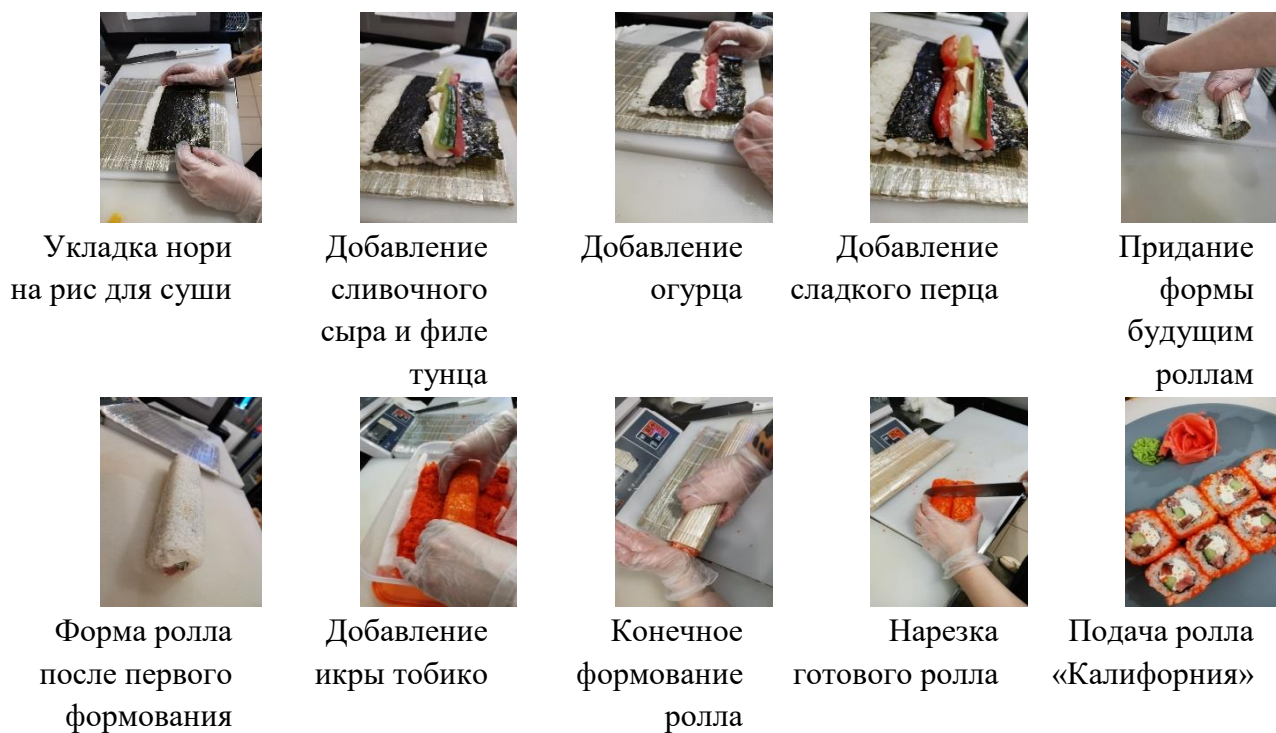 Укладка нори
на рис для суши
Добавление
сливочного
сыра и филе
тунца
Добавление
огурца
Добавление
сладкого перца
Придание
формы
будущим
роллам
Форма ролла
после первого
формования
Добавление
икры тобико
Конечное
формование
ролла
Нарезка
готового ролла
Подача ролла
«Калифорния»